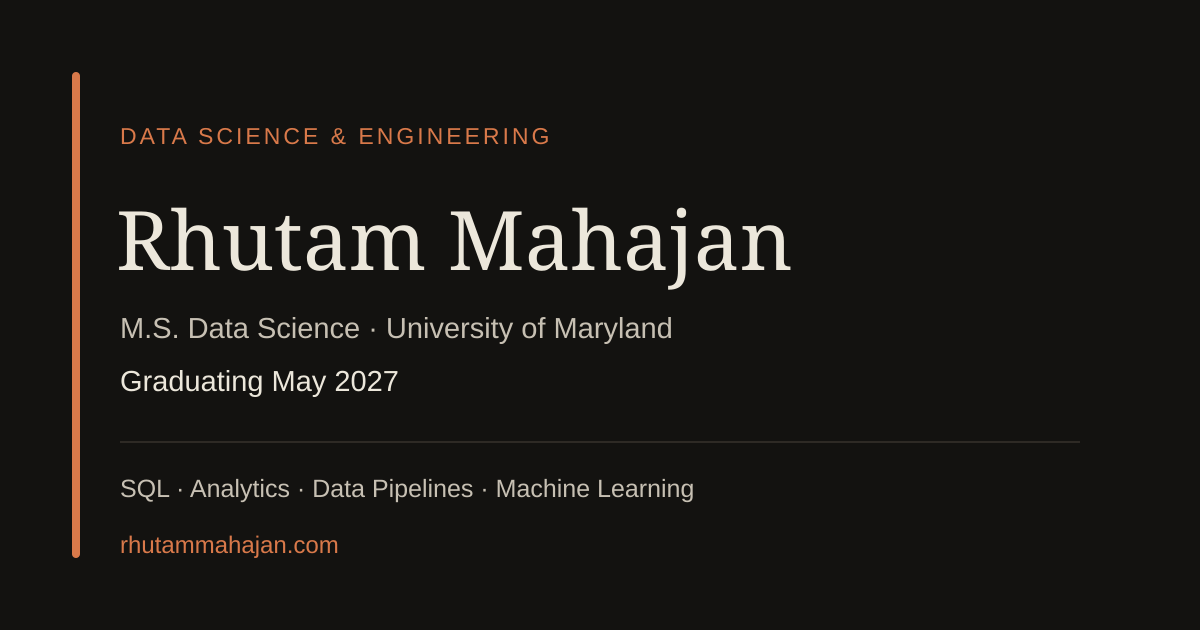 DATA SCIENCE & ENGINEERING
Rhutam Mahajan
M.S. Data Science · University of Maryland
Graduating May 2027
SQL · Analytics · Data Pipelines · Machine Learning
rhutammahajan.com